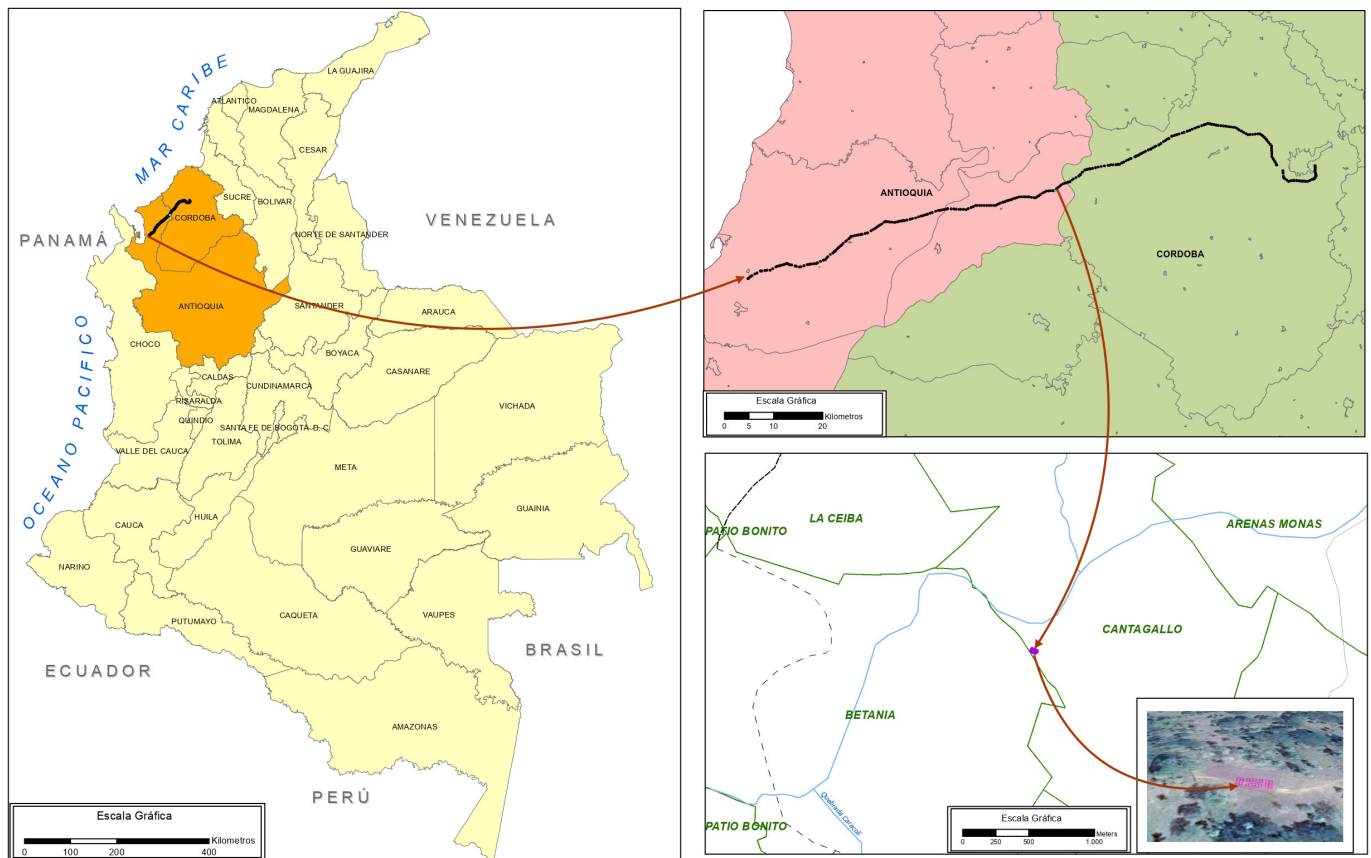 MAR CARIBE
OCEANO PACIFICO
PANAMÁ
VENEZUELA
BRASIL
ECUADOR
PERÚ
LA GUAJIRA
ATLANTICO
MAGDALENA
CESAR
SUCRE
BOLIVAR
CORDOBA
NORTE DE SANTANDER
ANTIOQUIA
SANTANDER
ARAUCA
CHOCO
BOYACA
CASANARE
CALDAS
CUNDINAMARCA
RISARALDA
VICHADA
QUINDIO
SANTA FE DE BOGOTA D. C.
TOLIMA
VALLE DEL CAUCA
META
GUAINIA
CAUCA
HUILA
GUAVIARE
NARINO
CAQUETA
VAUPES
PUTUMAYO
AMAZONAS
Escala Gráfica
Kilometros
0 100 200 400
ANTIOQUIA
CORDOBA
Escala Gráfica
Kilometros
0 5 10 20
LA CEIBA
PATIO BONITO
ARENAS MONAS
CANTAGALLO
BETANIA
PATIO BONITO
Quebrada Caracolí
Escala Gráfica
Meters
0 250 500 1.000